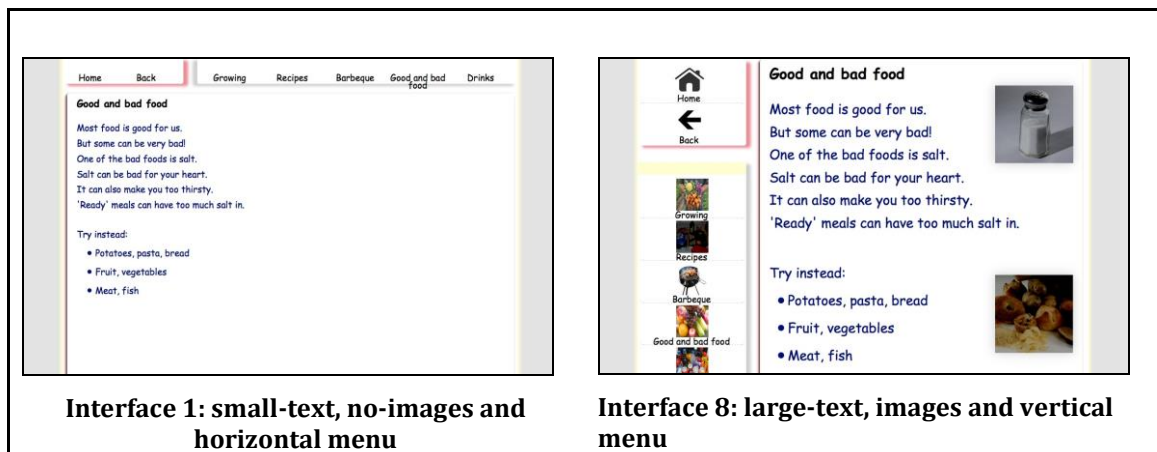 Home Back Growing Recipes Barbeque Good and bad food Drinks
Good and bad food
Most food is good for us.
But some can be very bad!
One of the bad foods is salt.
Salt can be bad for your heart.
It can also make you too thirsty.
'Ready' meals can have too much salt in.
Try instead:
• Potatoes, pasta, bread
• Fruit, vegetables
• Meat, fish
Interface 1: small-text, no-images and
horizontal menu
Home
Back
Growing
Recipes
Barbeque
Good and bad food
Good and bad food
Most food is good for us.
But some can be very bad!
One of the bad foods is salt.
Salt can be bad for your heart.
It can also make you too thirsty.
'Ready' meals can have too much salt in.
Try instead:
• Potatoes, pasta, bread
• Fruit, vegetables
• Meat, fish
Interface 8: large-text, images and vertical
menu